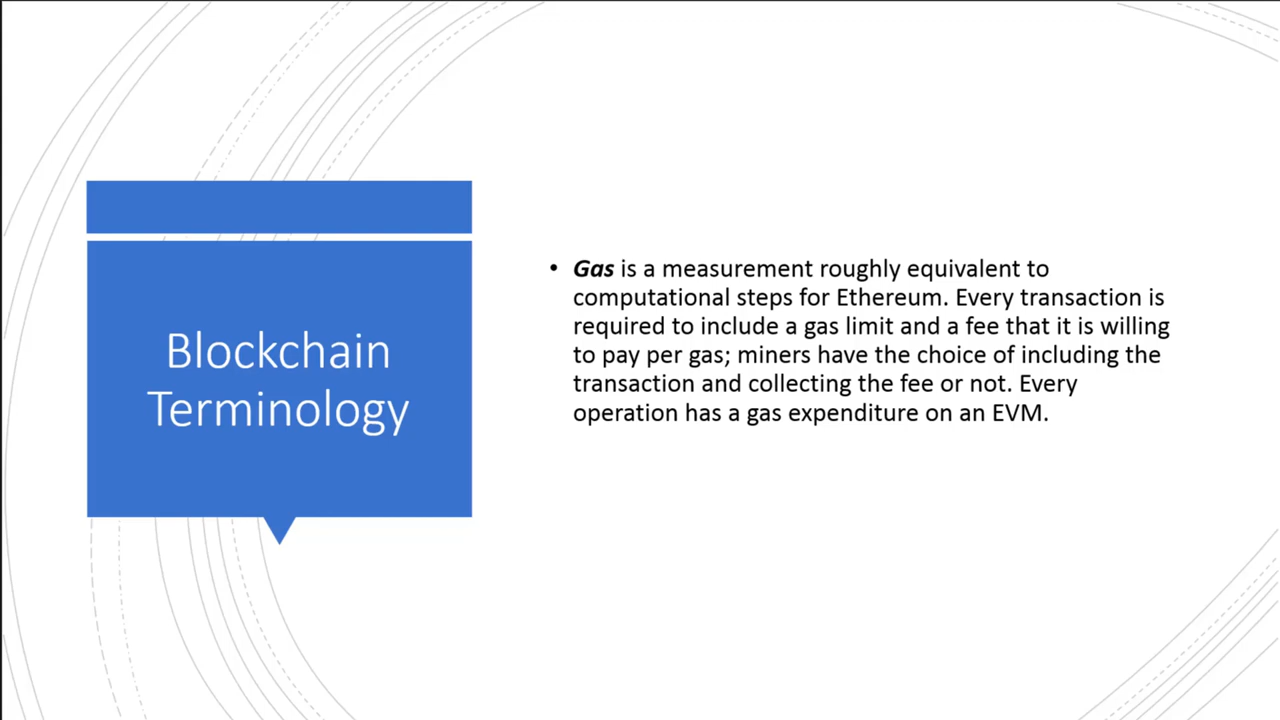 Blockchain
Terminology
• Gas is a measurement roughly equivalent to
computational steps for Ethereum. Every transaction is
required to include a gas limit and a fee that it is willing
to pay per gas; miners have the choice of including the
transaction and collecting the fee or not. Every
operation has a gas expenditure on an EVM.